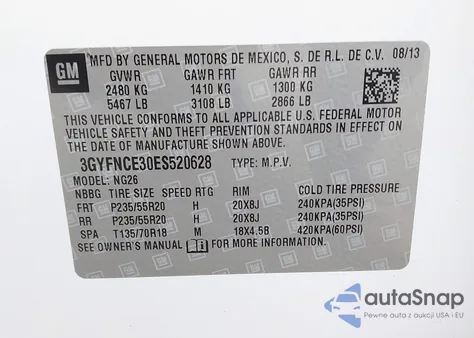 GM
MFD BY GENERAL MOTORS DE MEXICO, S. DE R.L. DE C.V. 08/13
GVWR GAWR FRT GAWR RR
2480 KG 1410 KG 1300 KG
5467 LB 3108 LB 2866 LB
THIS VEHICLE CONFORMS TO ALL APPLICABLE U.S. FEDERAL MOTOR
VEHICLE SAFETY AND THEFT PREVENTION STANDARDS IN EFFECT ON
THE DATE OF MANUFACTURE SHOWN ABOVE.
3GYFNCE30ES520628 TYPE: M.P.V.
MODEL: NG26
NBBG TIRE SIZE SPEED RTG RIM COLD TIRE PRESSURE
FRT P235/55R20 H 20X8J 240KPA(35PSI)
RR P235/55R20 H 20X8J 240KPA(35PSI)
SPA T135/70R18 M 18X4.5B 420KPA(60PSI)
SEE OWNER'S MANUAL FOR MORE INFORMATION
autoSnap
Pewne auta z aukcji USA i EU